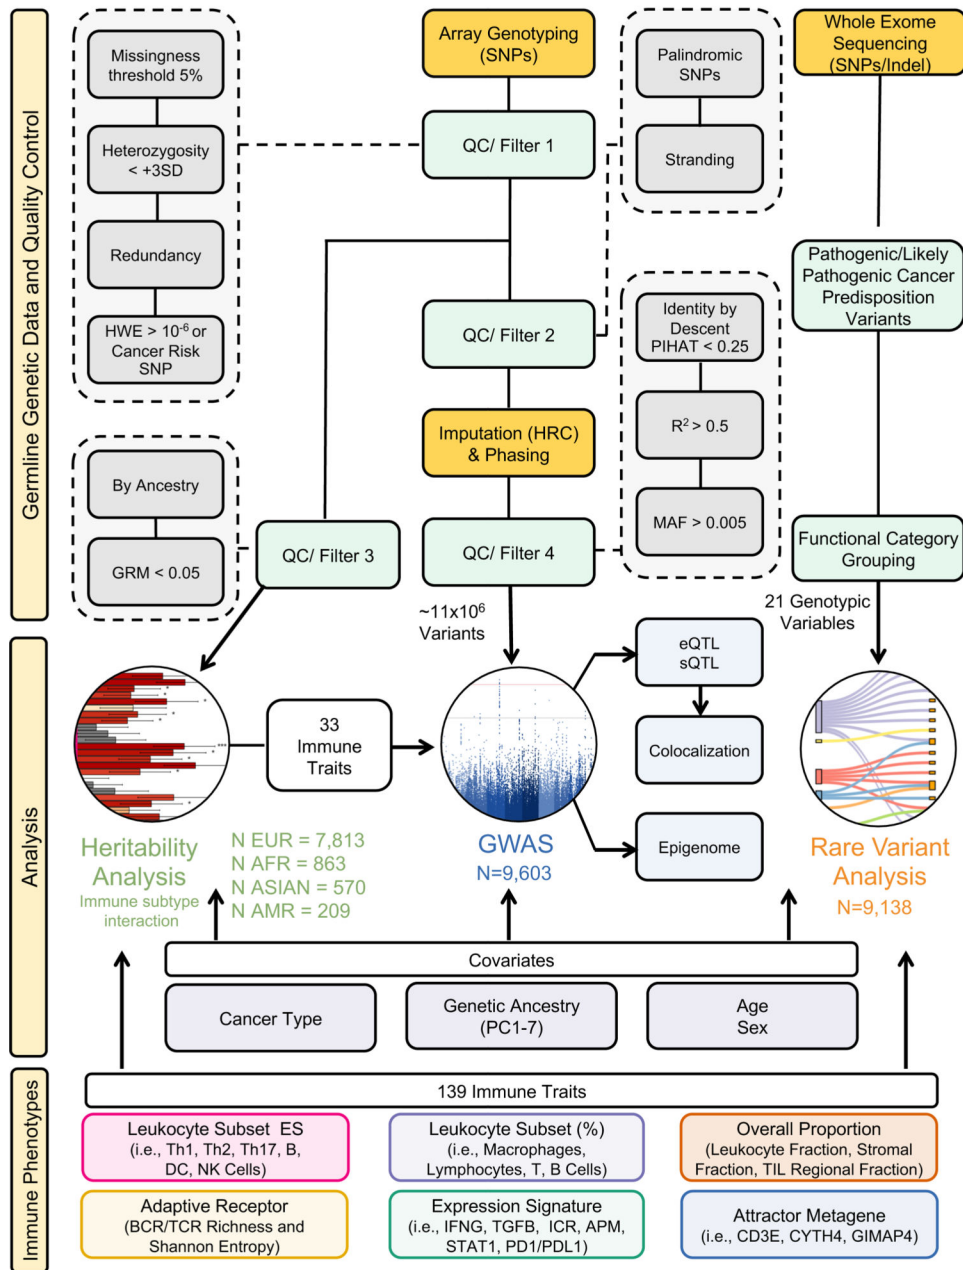 Germline Genetic Data and Quality Control
Missingness
threshold 5%
Heterozygosity
< +3SD
Redundancy
HWE > 10-6 or
Cancer Risk
SNP
By Ancestry
GRM < 0.05
Array Genotyping
(SNPs)
QC/ Filter 1
QC/ Filter 2
Imputation (HRC)
& Phasing
QC/ Filter 3
QC/ Filter 4
~11x10⁶
Variants
Palindromic
SNPs
Stranding
Identity by
Descent
PIHAT < 0.25
R² > 0.5
MAF > 0.005
Whole Exome
Sequencing
(SNPs/Indel)
Pathogenic/Likely
Pathogenic Cancer
Predisposition
Variants
Functional Category
Grouping
21 Genotypic
Variables
Analysis
33
Immune
Traits
eQTL
sQTL
Colocalization
Epigenome
Heritability
Analysis
Immune subtype
interaction
N EUR = 7,813
N AFR = 863
N ASIAN = 570
N AMR = 209
GWAS
N=9,603
Rare Variant
Analysis
N=9,138
Covariates
Cancer Type
Genetic Ancestry
(PC1-7)
Age
Sex
Immune Phenotypes
139 Immune Traits
Leukocyte Subset ES
(i.e., Th1, Th2, Th17, B,
DC, NK Cells)
Leukocyte Subset (%)
(i.e., Macrophages,
Lymphocytes, T, B Cells)
Overall Proportion
(Leukocyte Fraction, Stromal
Fraction, TIL Regional Fraction)
Adaptive Receptor
(BCR/TCR Richness and
Shannon Entropy)
Expression Signature
(i.e., IFNG, TGFB, ICR, APM,
STAT1, PD1/PDL1)
Attractor Metagene
(i.e., CD3E, CYTH4, GIMAP4)